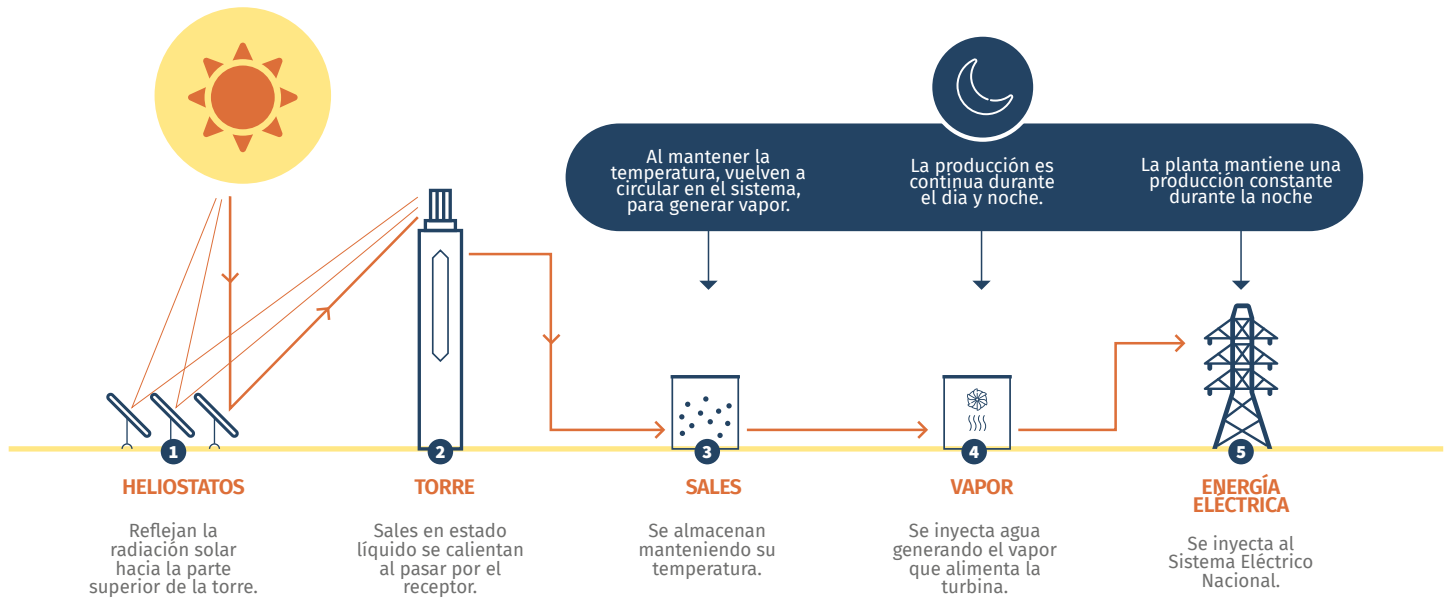 Al mantener la
temperatura, vuelven a
circular en el sistema,
para generar vapor.
La producción es
continua durante
el dia y noche.
La planta mantiene una
producción constante
durante la noche
1
HELIOSTATOS
Reflejan la
radiación solar
hacia la parte
superior de la torre.
2
TORRE
Sales en estado
líquido se calientan
al pasar por el
receptor.
3
SALES
Se almacenan
manteniendo su
temperatura.
4
VAPOR
Se inyecta agua
generando el vapor
que alimenta la
turbina.
5
ENERGÍA
ELÉCTRICA
Se inyecta al
Sistema Eléctrico
Nacional.